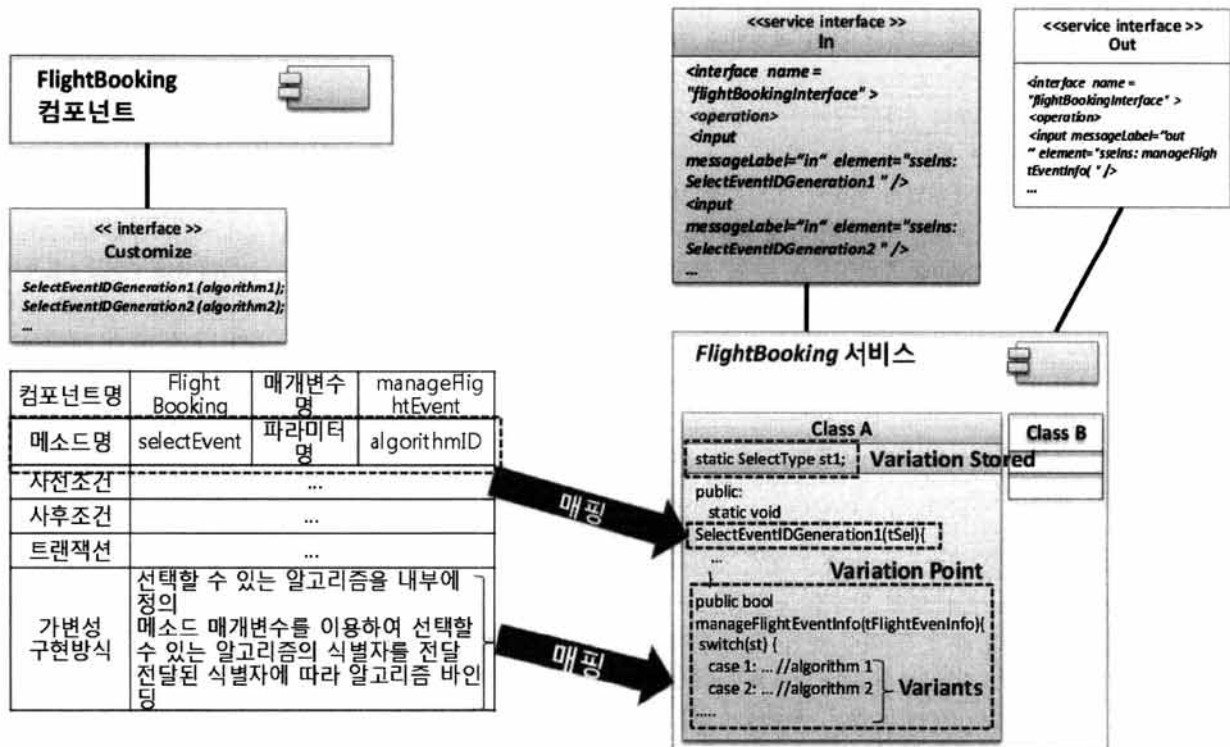 FlightBooking
컴포넌트
<< interface >>
Customize
SelectEventIDGeneration1 (algorithm1);
SelectEventIDGeneration2 (algorithm2);
...
<<service interface >>
In
<interface name =
"flightBookingInterface" >
<operation>
<input
messageLabel="in" element="sselns:
SelectEventIDGeneration1 " />
<input
messageLabel="in" element="sselns:
SelectEventIDGeneration2 " />
...
<<service interface >>
Out
<interface name =
"flightBookingInterface" >
<operation>
<input messageLabel="out
" element="sselns: manageFligh
tEventInfo( " />
...
컴포넌트명
Flight
Booking
매개변수
명
manageFlig
htEvent
메소드명
selectEvent
파라미터
명
algorithmID
사전조건
...
사후조건
...
트랜잭션
...
가변성
구현방식
선택할 수 있는 알고리즘을 내부에
정의
메소드 매개변수를 이용하여 선택할
수 있는 알고리즘의 식별자를 전달
전달된 식별자에 따라 알고리즘 바인
딩
매핑
매핑
FlightBooking 서비스
Class A
static SelectType st1;
Variation Stored
public:
static void
SelectEventIDGeneration1(tSel){
...
}
Variation Point
public bool
manageFlightEventInfo(tFlightEvenInfo){
switch(st) {
case 1: ... //algorithm 1
case 2: ... //algorithm 2
Variants
.....
Class B